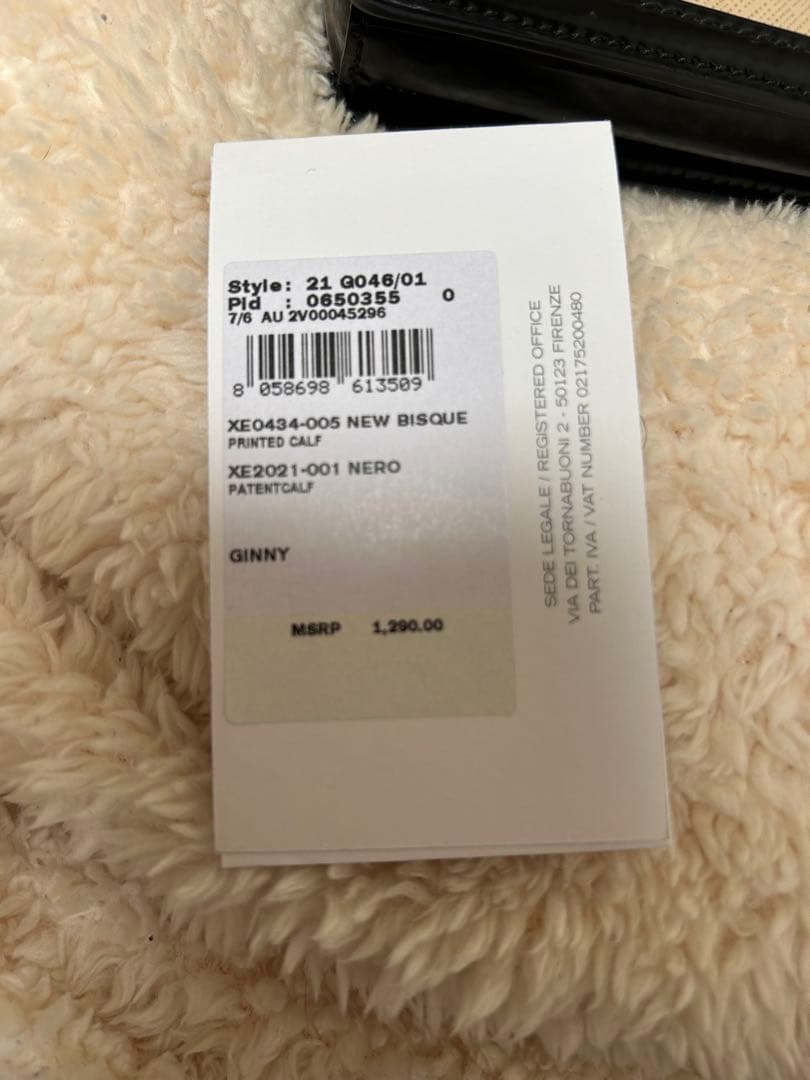 Style: 21 G046/01
Pid : 0650355 0
7/6 AU 2V00045296
8 058698 613509
XE0434-005 NEW BISQUE
PRINTED CALF
XE2021-001 NERO
PATENTCALF
GINNY
MSRP 1,290.00
SEDE LEGALE / REGISTERED OFFICE
VIA DEI TORNABUONI 2 - 50123 FIRENZE
PART. IVA / VAT NUMBER 02175200480